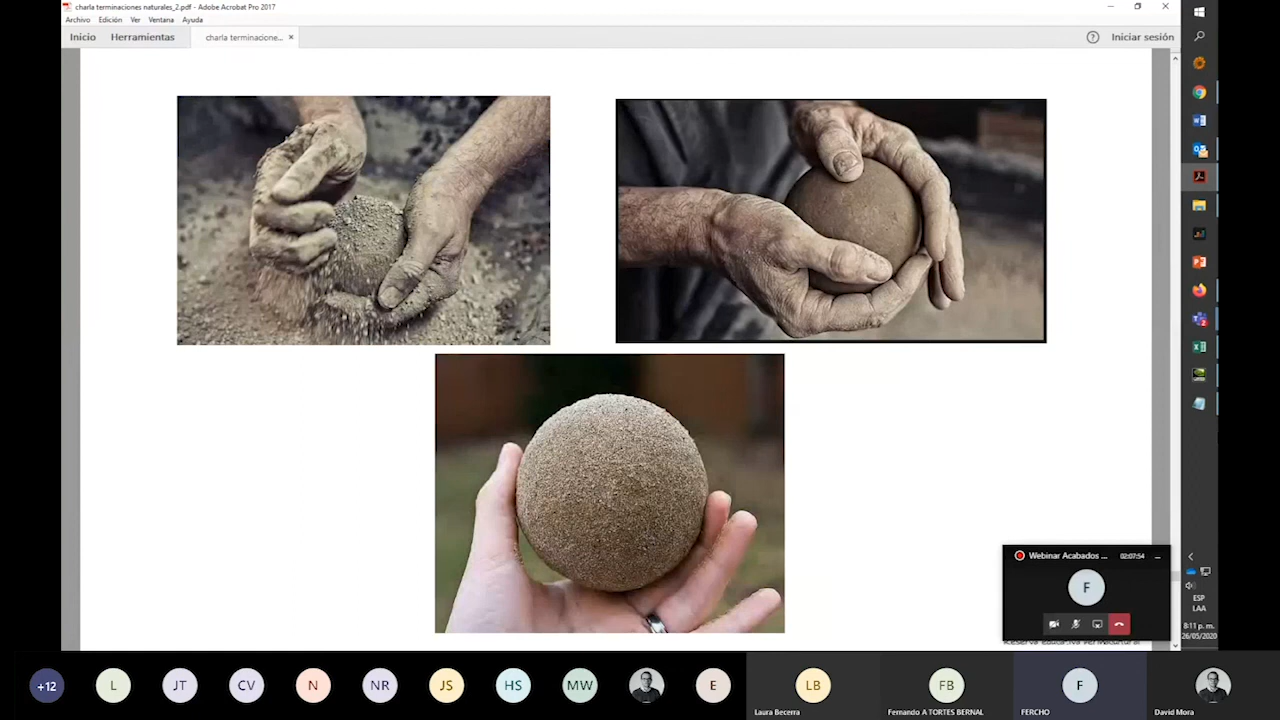 charla terminaciones naturales_2.pdf - Adobe Acrobat Pro 2017
Archivo Edición Ver Ventana Ayuda
Inicio Herramientas charla terminacione... × ? Iniciar sesión
Webinar Acabados ... 02:07:54
F
ESP
LAA
8:11 p. m.
26/05/2020
+12 L JT CV N NR JS HS MW E LB FB F
Laura Becerra FERNANDO A TORTES BERNAL FERCHO David Mora